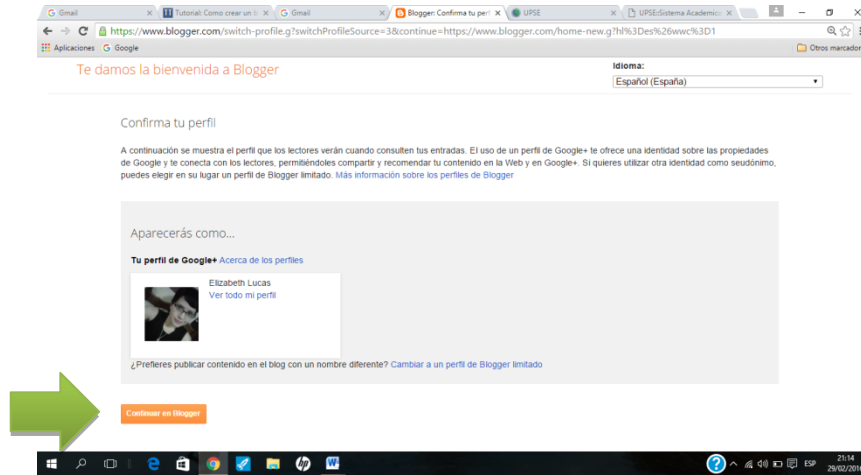 Gmail
Tutorial: Como crear un b
Gmail
Blogger: Confirma tu perf
UPSE
UPSE::Sistema Academico
https://www.blogger.com/switch-profile.g?switchProfileSource=3&continue=https://www.blogger.com/home-new.g?hl%3Des%26wwc%3D1
Aplicaciones G Google
Otros marcador
Te damos la bienvenida a Blogger
Idioma:
Español (España)
Confirma tu perfil
A continuación se muestra el perfil que los lectores verán cuando consulten tus entradas. El uso de un perfil de Google+ te ofrece una identidad sobre las propiedades
de Google y te conecta con los lectores, permitiéndoles compartir y recomendar tu contenido en la Web y en Google+. Si quieres utilizar otra identidad como seudónimo,
puedes elegir en su lugar un perfil de Blogger limitado. Más información sobre los perfiles de Blogger
Aparecerás como...
Tu perfil de Google+ Acerca de los perfiles
Elizabeth Lucas
Ver todo mi perfil
¿Prefieres publicar contenido en el blog con un nombre diferente? Cambiar a un perfil de Blogger limitado
Continuar en Blogger
ESP
21:14
29/02/2016